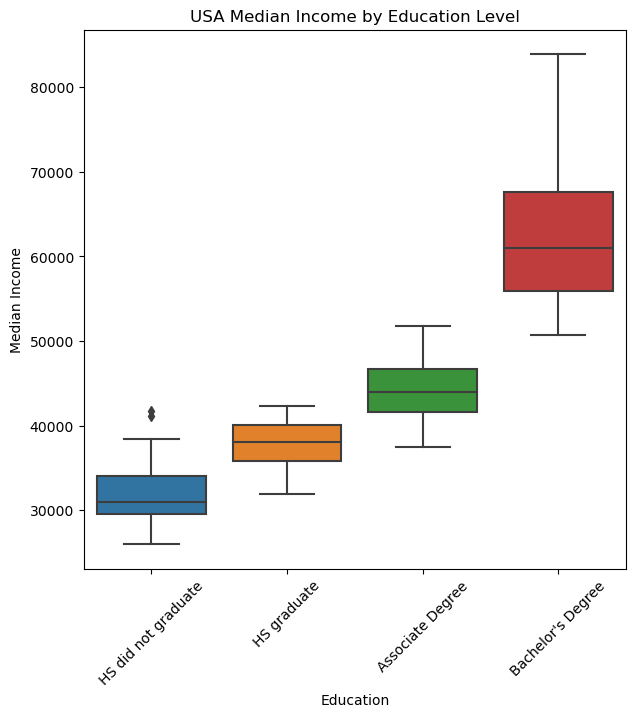 USA Median Income by Education Level
Median Income
80000
70000
60000
50000
40000
30000
HS did not graduate
HS graduate
Associate Degree
Bachelor's Degree
Education